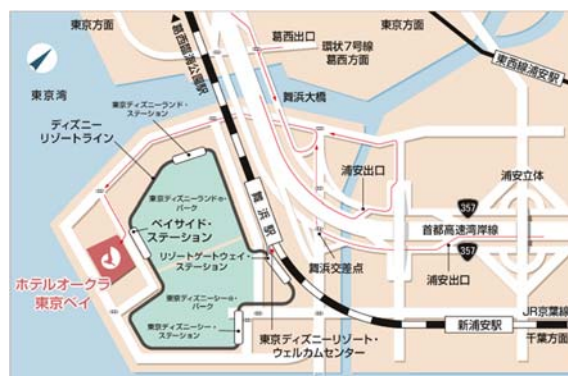 東京方面
葛西出口
環状7号線
葛西方面
東京方面
▲葛西臨海公園駅
東西線浦安駅
東京湾
舞浜大橋
東京ディズニーランド・
ステーション
ディズニー
リゾートライン
浦安出口
浦安立体
東京ディズニーランド®・
パーク
舞浜駅
357
首都高速湾岸線
357
ベイサイド・
ステーション
リゾートゲートウェイ・
ステーション
舞浜交差点
浦安出口
ホテルオークラ
東京ベイ
東京ディズニーシー®・
パーク
東京ディズニーシー・
ステーション
東京ディズニーリゾート・
ウェルカムセンター
新浦安駅
JR京葉線
千葉方面